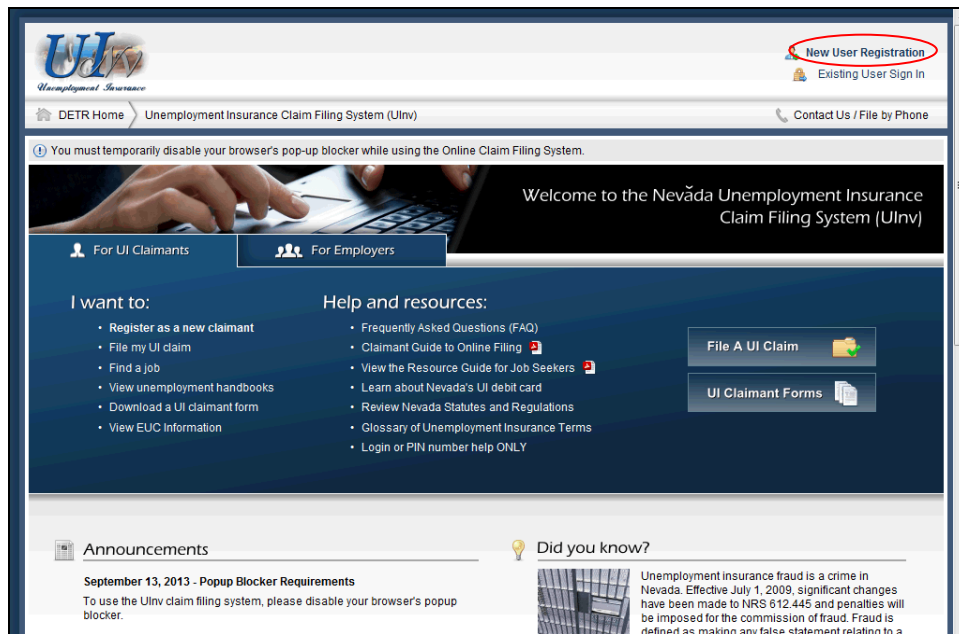 UInv
Unemployment Insurance
New User Registration
Existing User Sign In
DETR Home
Unemployment Insurance Claim Filing System (UInv)
Contact Us / File by Phone
You must temporarily disable your browser's pop-up blocker while using the Online Claim Filing System.
Welcome to the Nevăda Unemployment Insurance
Claim Filing System (UInv)
For UI Claimants
For Employers
I want to:
• Register as a new claimant
• File my UI claim
• Find a job
• View unemployment handbooks
• Download a UI claimant form
• View EUC Information
Help and resources:
• Frequently Asked Questions (FAQ)
• Claimant Guide to Online Filing
• View the Resource Guide for Job Seekers
• Learn about Nevada's UI debit card
• Review Nevada Statutes and Regulations
• Glossary of Unemployment Insurance Terms
• Login or PIN number help ONLY
File A UI Claim
UI Claimant Forms
Announcements
September 13, 2013 - Popup Blocker Requirements
To use the UInv claim filing system, please disable your browser's popup
blocker.
Did you know?
Unemployment insurance fraud is a crime in
Nevada. Effective July 1, 2009, significant changes
have been made to NRS 612.445 and penalties will
be imposed for the commission of fraud. Fraud is
defined as making any false statement relating to a